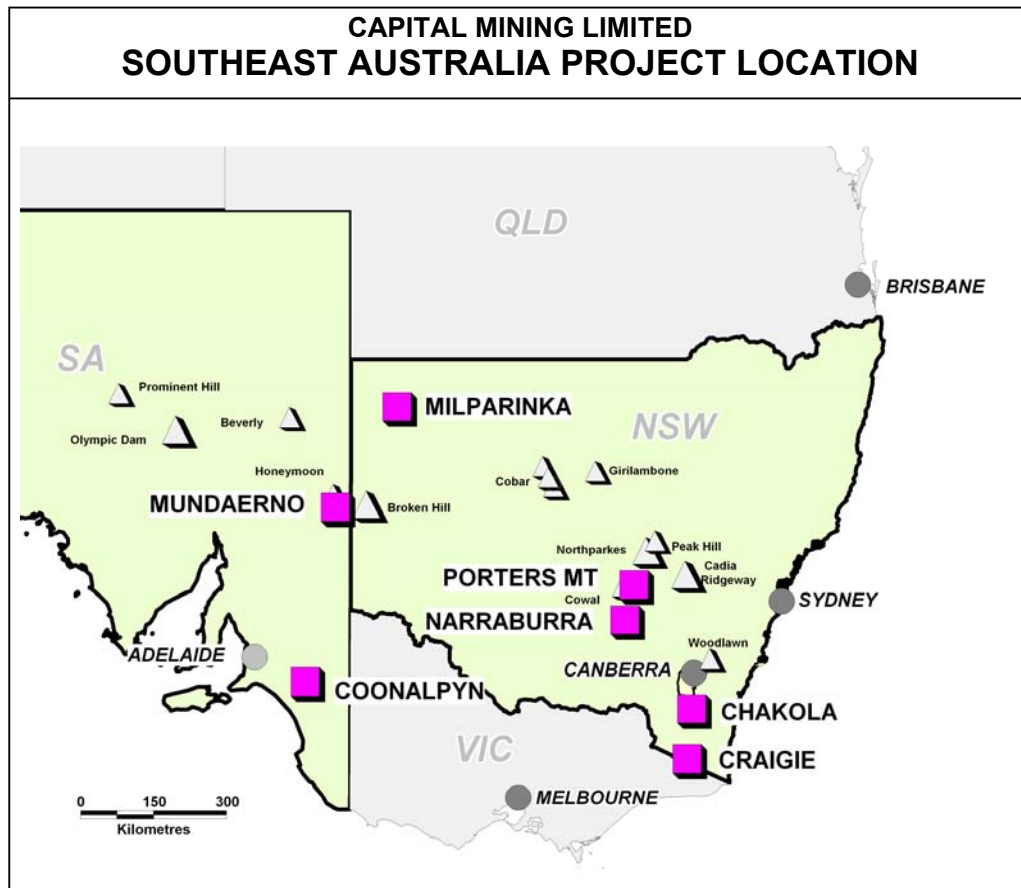 CAPITAL MINING LIMITED
SOUTHEAST AUSTRALIA PROJECT LOCATION
QLD
BRISBANE
SA
Prominent Hill
MILPARINKA
NSW
Beverly
Olympic Dam
Honeymoon
Cobar
Girilambone
MUNDAERNO
Broken Hill
Northparkes
Peak Hill
PORTERS MT
Cadia
Ridgeway
Cowal
SYDNEY
NARRABURRA
Woodlawn
ADELAIDE
CANBERRA
COONALPYN
CHAKOLA
VIC
CRAIGIE
MELBOURNE
0 150 300
Kilometres